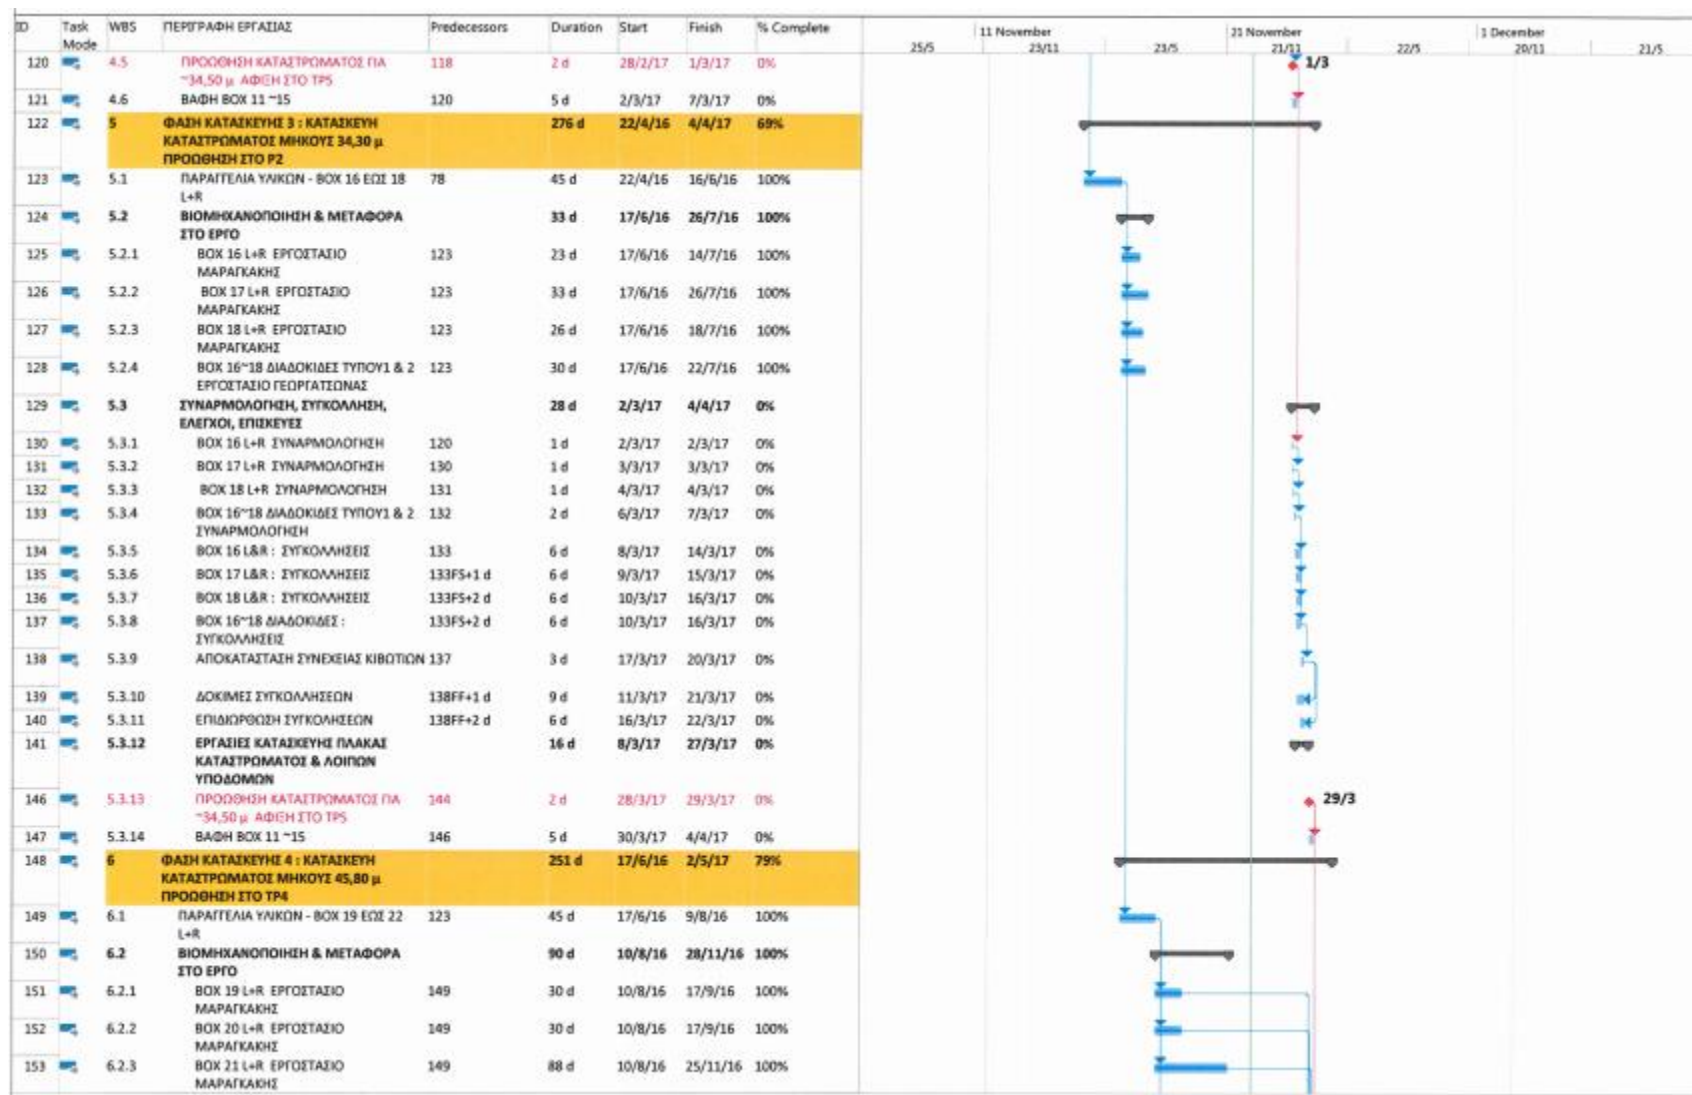 ID Task WBS ΠΕΡΙΓΡΑΦΗ ΕΡΓΑΣΙΑΣ Predecessors Duration Start Finish % Complete 11 November 21 November 1 December
Mode 25/5 23/11 23/5 21/11 22/5 20/11 21/5
120 4.5 ΠΡΟΩΘΗΣΗ ΚΑΤΑΣΤΡΩΜΑΤΟΣ ΓΙΑ 118 2 d 28/2/17 1/3/17 0% 1/3
~34,50 μ ΑΦΙΞΗ ΣΤΟ TP5
121 4.6 ΒΑΦΗ BOX 11 ~15 120 5 d 2/3/17 7/3/17 0%
122 5 ΦΑΣΗ ΚΑΤΑΣΚΕΥΗΣ 3 : ΚΑΤΑΣΚΕΥΗ 276 d 22/4/16 4/4/17 69%
ΚΑΤΑΣΤΡΩΜΑΤΟΣ ΜΗΚΟΥΣ 34,30 μ
ΠΡΟΩΘΗΣΗ ΣΤΟ P2
123 5.1 ΠΑΡΑΓΓΕΛΙΑ ΥΛΙΚΩΝ - BOX 16 ΕΩΣ 18 78 45 d 22/4/16 16/6/16 100%
L+R
124 5.2 ΒΙΟΜΗΧΑΝΟΠΟΙΗΣΗ & ΜΕΤΑΦΟΡΑ 33 d 17/6/16 26/7/16 100%
ΣΤΟ ΕΡΓΟ
125 5.2.1 BOX 16 L+R ΕΡΓΟΣΤΑΣΙΟ 123 23 d 17/6/16 14/7/16 100%
ΜΑΡΑΓΚΑΚΗΣ
126 5.2.2 BOX 17 L+R ΕΡΓΟΣΤΑΣΙΟ 123 33 d 17/6/16 26/7/16 100%
ΜΑΡΑΓΚΑΚΗΣ
127 5.2.3 BOX 18 L+R ΕΡΓΟΣΤΑΣΙΟ 123 26 d 17/6/16 18/7/16 100%
ΜΑΡΑΓΚΑΚΗΣ
128 5.2.4 BOX 16~18 ΔΙΑΔΟΚΙΔΕΣ ΤΥΠΟΥ1 & 2 123 30 d 17/6/16 22/7/16 100%
ΕΡΓΟΣΤΑΣΙΟ ΓΕΩΡΓΑΤΣΩΝΑΣ
129 5.3 ΣΥΝΑΡΜΟΛΟΓΗΣΗ, ΣΥΓΚΟΛΛΗΣΗ, 28 d 2/3/17 4/4/17 0%
ΕΛΕΓΧΟΙ, ΕΠΙΣΚΕΥΕΣ
130 5.3.1 BOX 16 L+R ΣΥΝΑΡΜΟΛΟΓΗΣΗ 120 1 d 2/3/17 2/3/17 0%
131 5.3.2 BOX 17 L+R ΣΥΝΑΡΜΟΛΟΓΗΣΗ 130 1 d 3/3/17 3/3/17 0%
132 5.3.3 BOX 18 L+R ΣΥΝΑΡΜΟΛΟΓΗΣΗ 131 1 d 4/3/17 4/3/17 0%
133 5.3.4 BOX 16~18 ΔΙΑΔΟΚΙΔΕΣ ΤΥΠΟΥ1 & 2 132 2 d 6/3/17 7/3/17 0%
ΣΥΝΑΡΜΟΛΟΓΗΣΗ
134 5.3.5 BOX 16 L&R : ΣΥΓΚΟΛΛΗΣΕΙΣ 133 6 d 8/3/17 14/3/17 0%
135 5.3.6 BOX 17 L&R : ΣΥΓΚΟΛΛΗΣΕΙΣ 133FS+1 d 6 d 9/3/17 15/3/17 0%
136 5.3.7 BOX 18 L&R : ΣΥΓΚΟΛΛΗΣΕΙΣ 133FS+2 d 6 d 10/3/17 16/3/17 0%
137 5.3.8 BOX 16~18 ΔΙΑΔΟΚΙΔΕΣ : 133FS+2 d 6 d 10/3/17 16/3/17 0%
ΣΥΓΚΟΛΛΗΣΕΙΣ
138 5.3.9 ΑΠΟΚΑΤΑΣΤΑΣΗ ΣΥΝΕΧΕΙΑΣ ΚΙΒΩΤΙΩΝ 137 3 d 17/3/17 20/3/17 0%
139 5.3.10 ΔΟΚΙΜΕΣ ΣΥΓΚΟΛΛΗΣΕΩΝ 138FF+1 d 9 d 11/3/17 21/3/17 0%
140 5.3.11 ΕΠΙΔΙΟΡΘΩΣΗ ΣΥΓΚΟΛΗΣΕΩΝ 138FF+2 d 6 d 16/3/17 22/3/17 0%
141 5.3.12 ΕΡΓΑΣΙΕΣ ΚΑΤΑΣΚΕΥΗΣ ΠΛΑΚΑΣ 16 d 8/3/17 27/3/17 0%
ΚΑΤΑΣΤΡΩΜΑΤΟΣ & ΛΟΙΠΩΝ
ΥΠΟΔΟΜΩΝ
146 5.3.13 ΠΡΟΩΘΗΣΗ ΚΑΤΑΣΤΡΩΜΑΤΟΣ ΓΙΑ 144 2 d 28/3/17 29/3/17 0% 29/3
~34,50 μ ΑΦΙΞΗ ΣΤΟ TP5
147 5.3.14 ΒΑΦΗ BOX 11 ~15 146 5 d 30/3/17 4/4/17 0%
148 6 ΦΑΣΗ ΚΑΤΑΣΚΕΥΗΣ 4 : ΚΑΤΑΣΚΕΥΗ 251 d 17/6/16 2/5/17 79%
ΚΑΤΑΣΤΡΩΜΑΤΟΣ ΜΗΚΟΥΣ 45,80 μ
ΠΡΟΩΘΗΣΗ ΣΤΟ TP4
149 6.1 ΠΑΡΑΓΓΕΛΙΑ ΥΛΙΚΩΝ - BOX 19 ΕΩΣ 22 123 45 d 17/6/16 9/8/16 100%
L+R
150 6.2 ΒΙΟΜΗΧΑΝΟΠΟΙΗΣΗ & ΜΕΤΑΦΟΡΑ 90 d 10/8/16 28/11/16 100%
ΣΤΟ ΕΡΓΟ
151 6.2.1 BOX 19 L+R ΕΡΓΟΣΤΑΣΙΟ 149 30 d 10/8/16 17/9/16 100%
ΜΑΡΑΓΚΑΚΗΣ
152 6.2.2 BOX 20 L+R ΕΡΓΟΣΤΑΣΙΟ 149 30 d 10/8/16 17/9/16 100%
ΜΑΡΑΓΚΑΚΗΣ
153 6.2.3 BOX 21 L+R ΕΡΓΟΣΤΑΣΙΟ 149 88 d 10/8/16 25/11/16 100%
ΜΑΡΑΓΚΑΚΗΣ